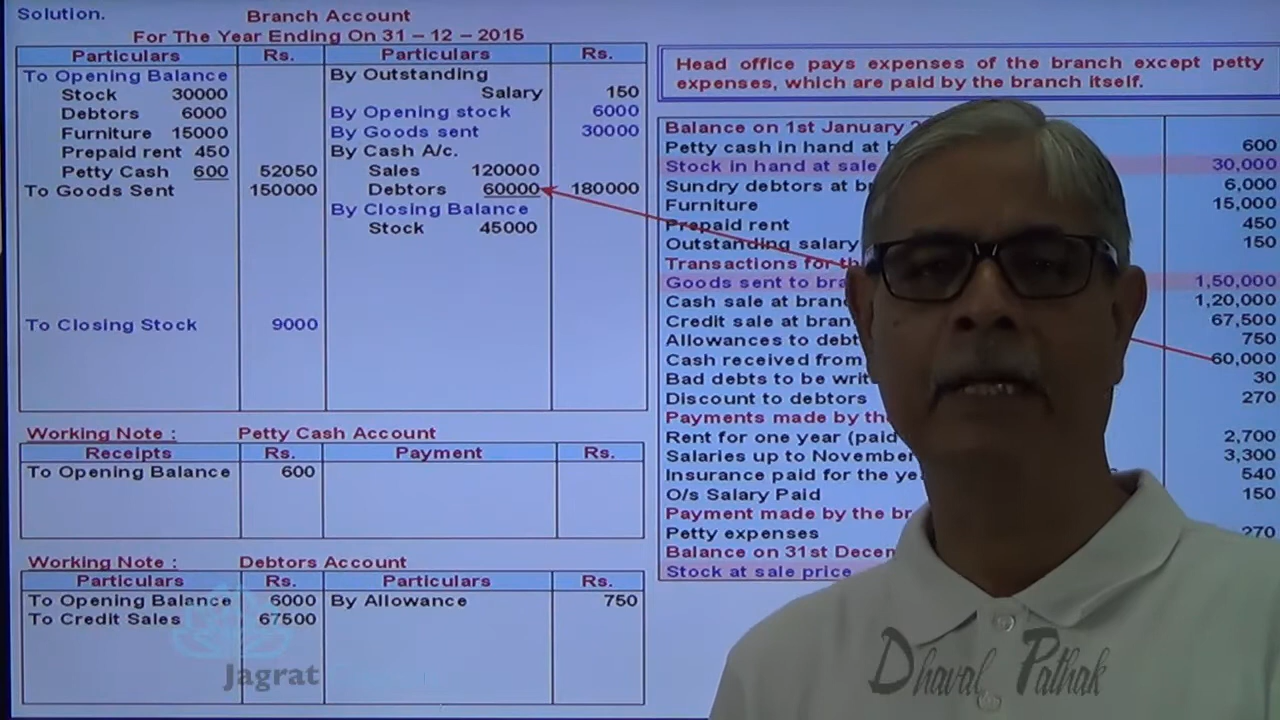 Solution.
Branch Account
For The Year Ending On 31 – 12 – 2015
Particulars Rs. Particulars Rs.
To Opening Balance By Outstanding
Stock 30000 Salary 150
Debtors 6000 By Opening stock 6000
Furniture 15000 By Goods sent 30000
Prepaid rent 450 By Cash A/c.
Petty Cash 600 52050 Sales 120000
To Goods Sent 150000 Debtors 60000 180000
By Closing Balance
Stock 45000
To Closing Stock 9000
Working Note : Petty Cash Account
Receipts Rs. Payment Rs.
To Opening Balance 600
Working Note : Debtors Account
Particulars Rs. Particulars Rs.
To Opening Balance 6000 By Allowance 750
To Credit Sales 67500
Jagrat
Head office pays expenses of the branch except petty
expenses, which are paid by the branch itself.
Balance on 1st January
Petty cash in hand at 600
Stock in hand at sale 30,000
Sundry debtors at 6,000
Furniture 15,000
Prepaid rent 450
Outstanding salary 150
Transactions for
Goods sent to 1,50,000
Cash sale at 1,20,000
Credit sale at 67,500
Allowances to 750
Cash received from 60,000
Bad debts to be 30
Discount to debtors 270
Payments made by
Rent for one year (paid 2,700
Salaries up to November 3,300
Insurance paid for the 540
O/s Salary Paid 150
Payment made by the
Petty expenses 270
Balance on 31st
Stock at sale price
Dhaval Pathak